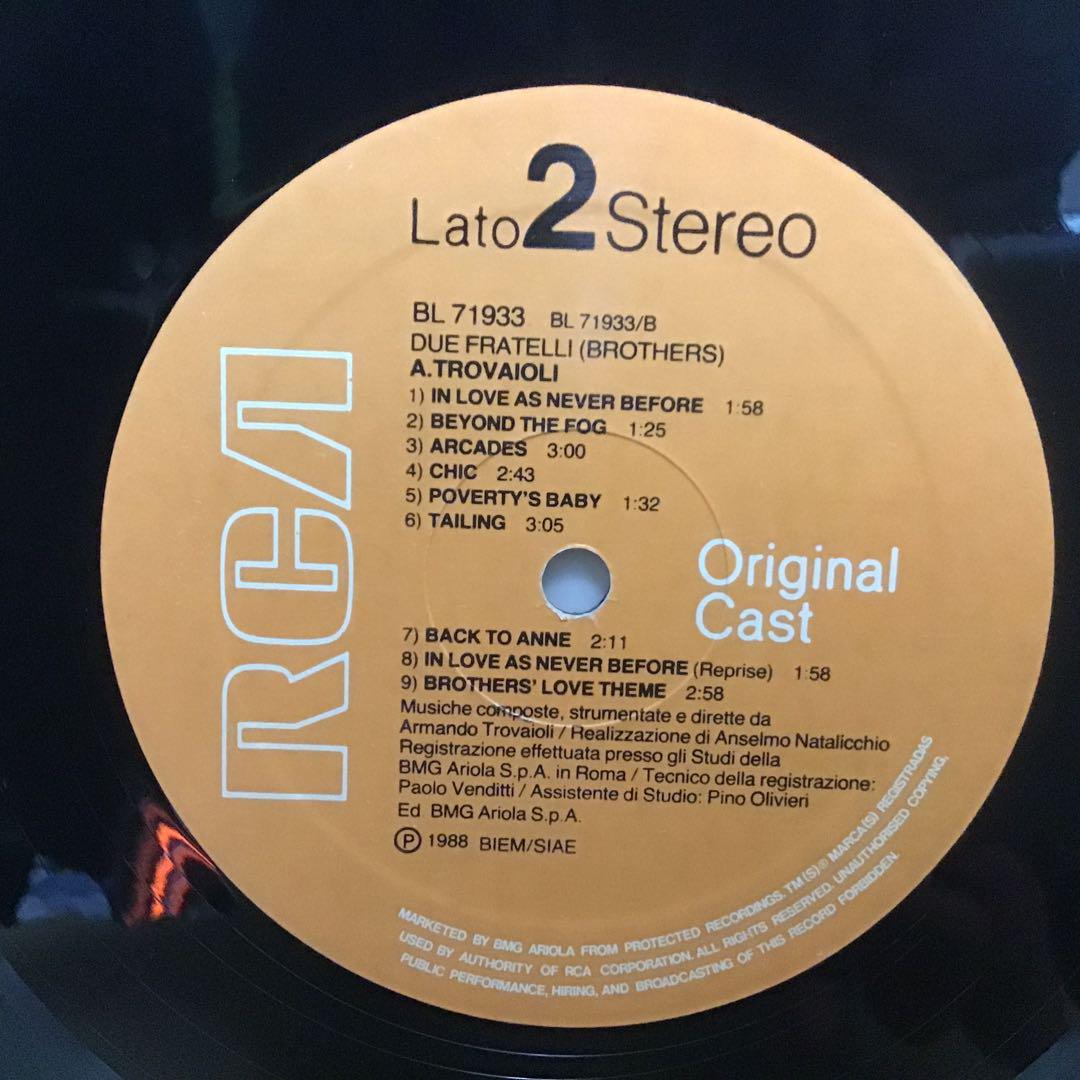 Lato 2 Stereo
BL 71933 BL 71933/B
DUE FRATELLI (BROTHERS)
A.TROVAIOLI
1) IN LOVE AS NEVER BEFORE 1:58
2) BEYOND THE FOG 1:25
3) ARCADES 3:00
4) CHIC 2:43
5) POVERTY'S BABY 1:32
6) TAILING 3:05
RCA
Original
Cast
7) BACK TO ANNE 2:11
8) IN LOVE AS NEVER BEFORE (Reprise) 1:58
9) BROTHERS' LOVE THEME 2:58
Musiche composte, strumentate e dirette da
Armando Trovaioli / Realizzazione di Anselmo Natalicchio
Registrazione effettuata presso gli Studi della
BMG Ariola S.p.A. in Roma / Tecnico della registrazione:
Paolo Venditti / Assistente di Studio: Pino Olivieri
Ed. BMG Ariola S.p.A.
Ⓟ 1988 BIEM/SIAE
MARKETED BY BMG ARIOLA FROM PROTECTED RECORDINGS. TM(S)® MARCA(S) REGISTRADAS
USED BY AUTHORITY OF RCA CORPORATION. ALL RIGHTS RESERVED. UNAUTHORISED COPYING,
PUBLIC PERFORMANCE, HIRING, AND BROADCASTING OF THIS RECORD FORBIDDEN.